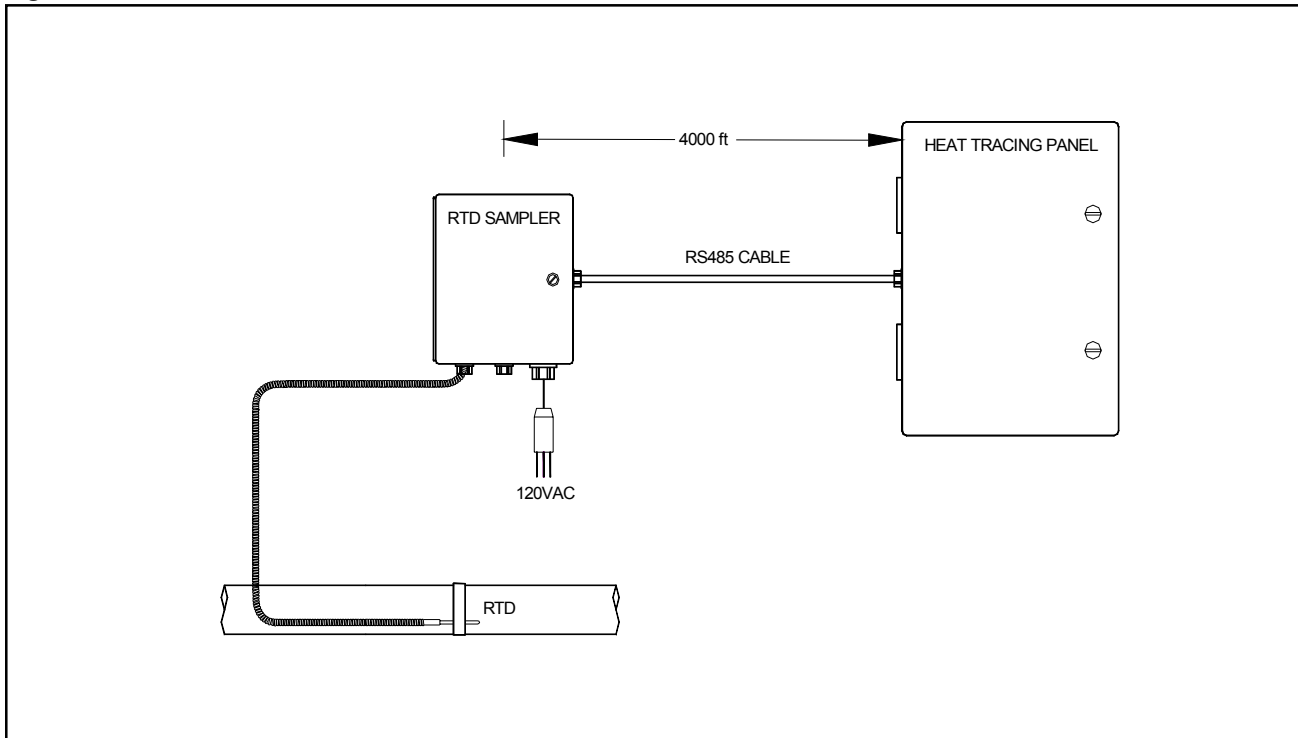 4000 ft
HEAT TRACING PANEL
RTD SAMPLER
RS485 CABLE
120VAC
RTD